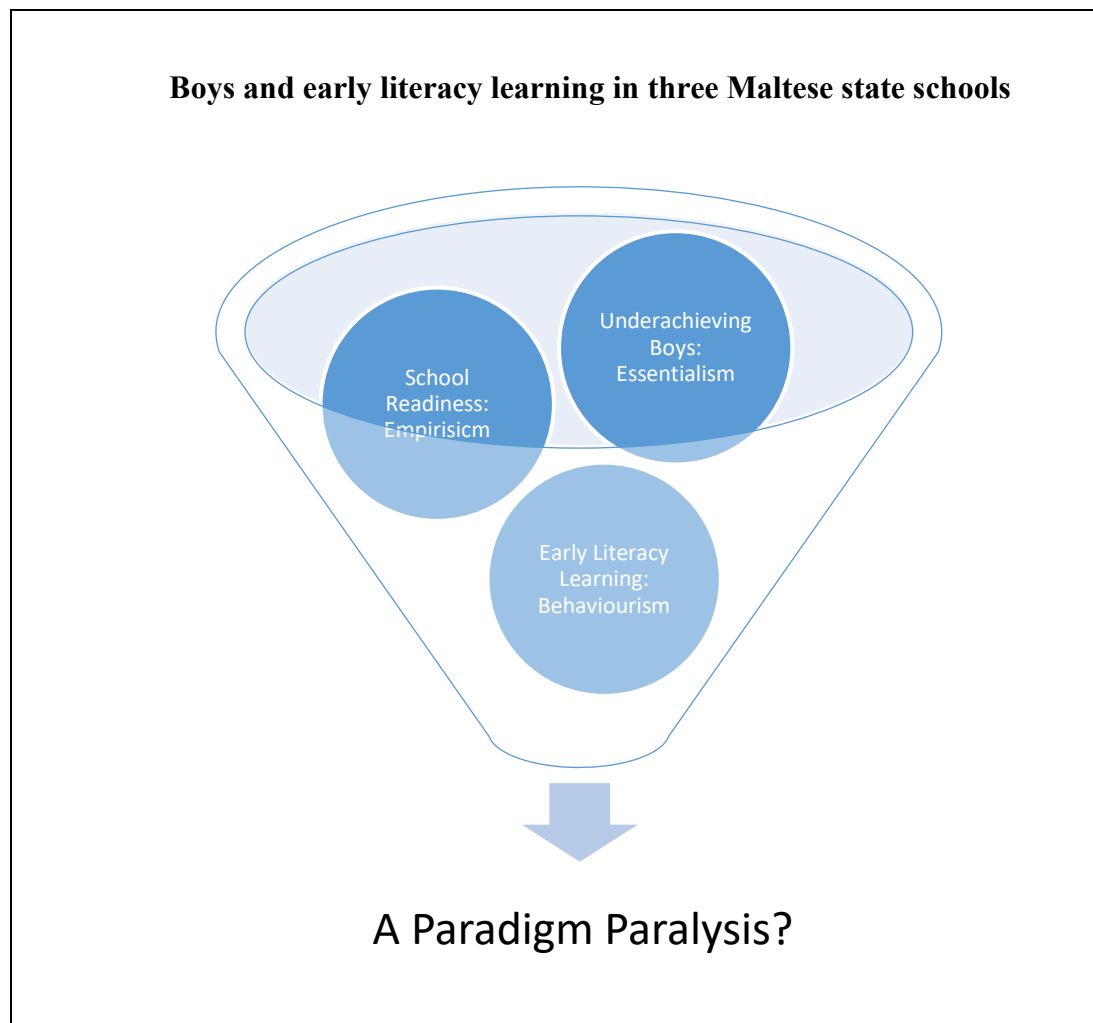 Boys and early literacy learning in three Maltese state schools
Underachieving
Boys:
Essentialism
School
Readiness:
Empirisicm
Early Literacy
Learning:
Behaviourism
A Paradigm Paralysis?